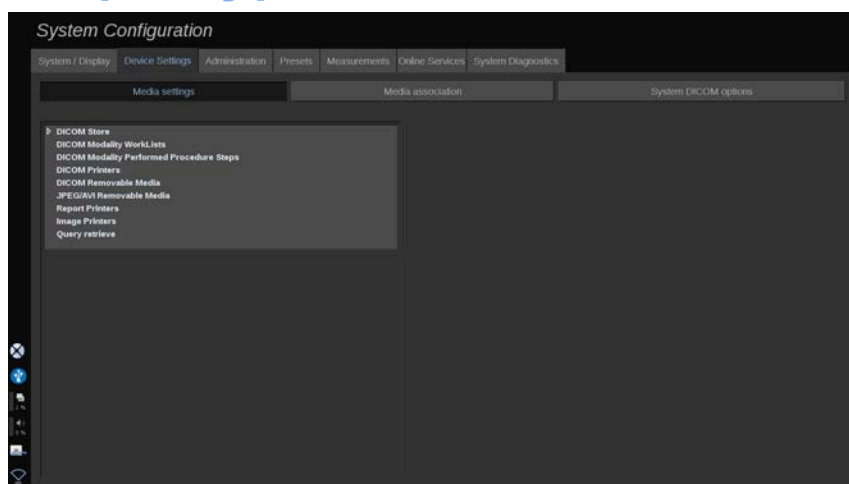 System Configuration
System / Display Device Settings Administration Presets Measurements Online Services System Diagnostics
Media settings Media association System DICOM options
DICOM Store
DICOM Modality WorkLists
DICOM Modality Performed Procedure Steps
DICOM Printers
DICOM Removable Media
JPEG/AVI Removable Media
Report Printers
Image Printers
Query retrieve